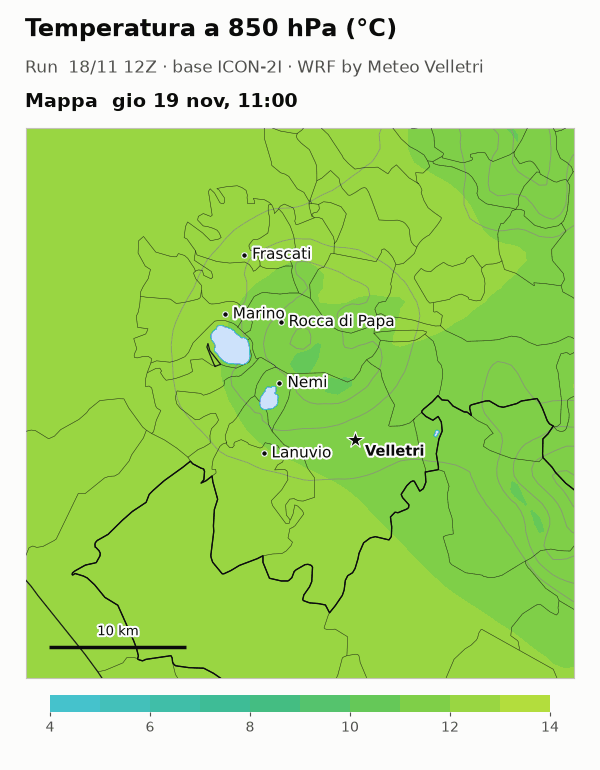 Temperatura a 850 hPa (°C)
Run  18/11 12Z · base ICON-2I · WRF by Meteo Velletri
Mappa  gio 19 nov, 11:00
Frascati
Marino
Rocca di Papa
Nemi
Velletri
Lanuvio
10 km
4 6 8 10 12 14